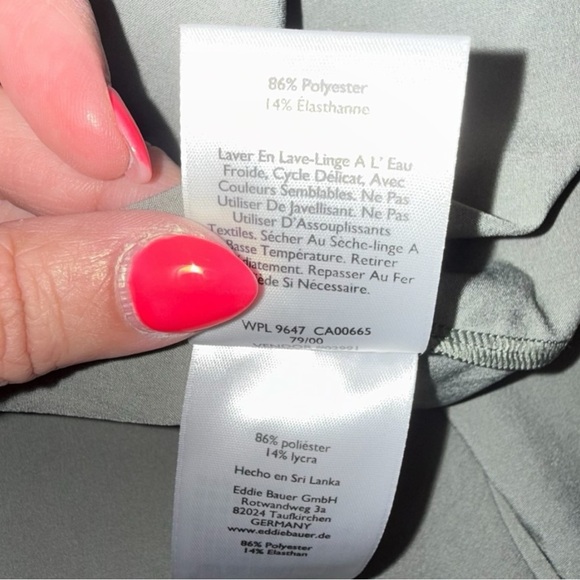 86% Polyester
14% Élasthanne
Laver En Lave-Linge A L' Eau
Froide, Cycle Délicat, Avec
Couleurs Semblables. Ne Pas
Utiliser De Javellisant. Ne Pas
Utiliser D'Assouplissants
Textiles. Sécher Au Sèche-linge A
Basse Température. Retirer
Repasser Au Fer
Si Nécessaire.
WPL 9647 CA00665
79/00
86% poliéster
14% lycra
Hecho en Sri Lanka
Eddie Bauer GmbH
Rotwandweg 3a
82024 Taufkirchen
GERMANY
www.eddiebauer.de
86% Polyester
14% Elasthan